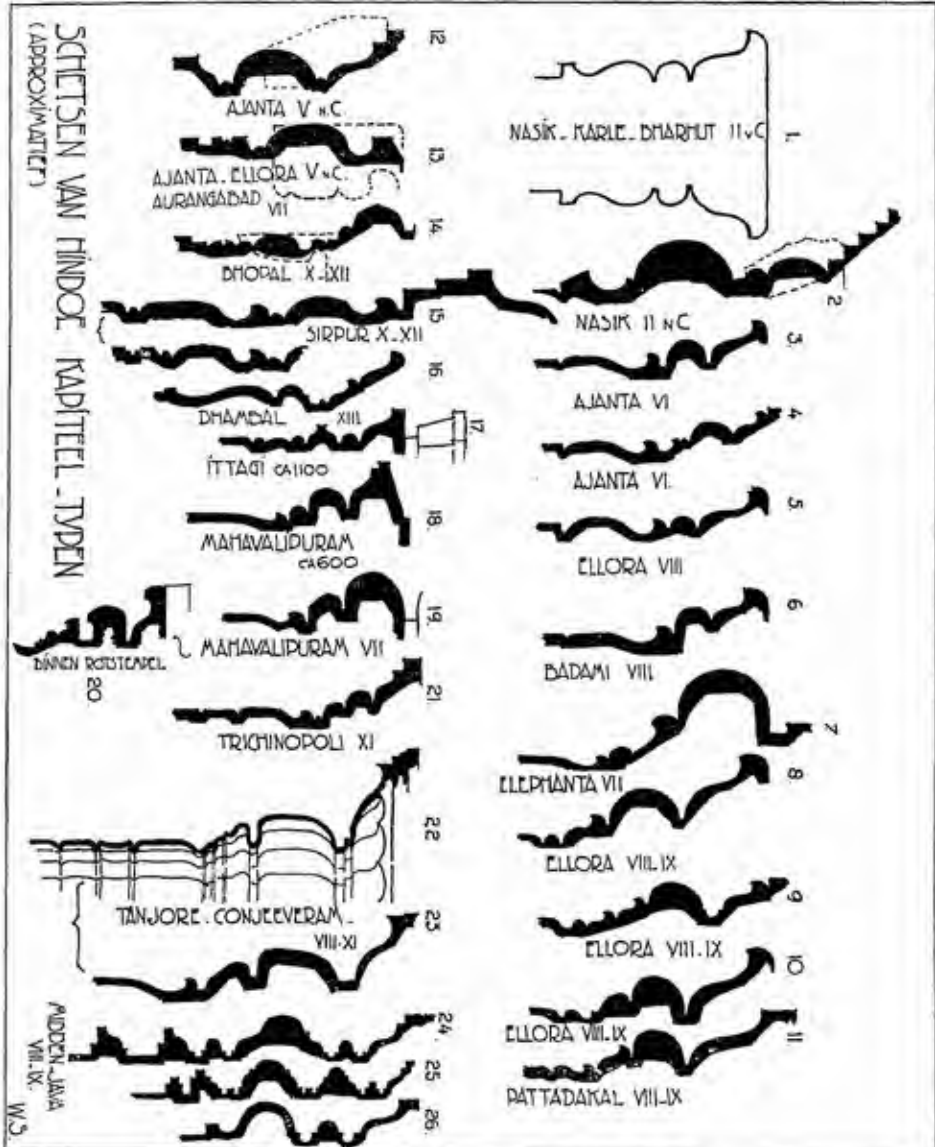 SCHETSEN VAN HINDOE KAPITEEL-TYPEN
(APPROXIMATIEF)
1.
NASIK-KARLE-BHARHUT II v C
2
NASIK II N C
3.
AJANTA VI
4
AJANTA VI.
5.
ELLORA VIII
6
BADAMI VIII
7
ELEPHANTA VII
8
ELLORA VIII-IX
9
ELLORA VIII-IX
10
ELLORA VIII-IX
11
PATTADAKAL VIII-IX
12.
AJANTA V N.C.
13.
AJANTA-ELLORA V N.C.
AURANGABAD VII
14.
BHOPAL X-XII
15
SIRPUR X-XII
16.
DHAMBAL XIII
17.
ITTAGI CA 1100
18.
MAHAVALIPURAM
CA 600
19.
MAHAVALIPURAM VII
BINNEN ROTSTEMPEL
20.
21.
TRICHINOPOLI XI
22
TANJORE-CONJEEVERAM-
VIII-XI
23
24.
25.
26.
MIDDEN-JAVA
VIII-IX.
W.S.